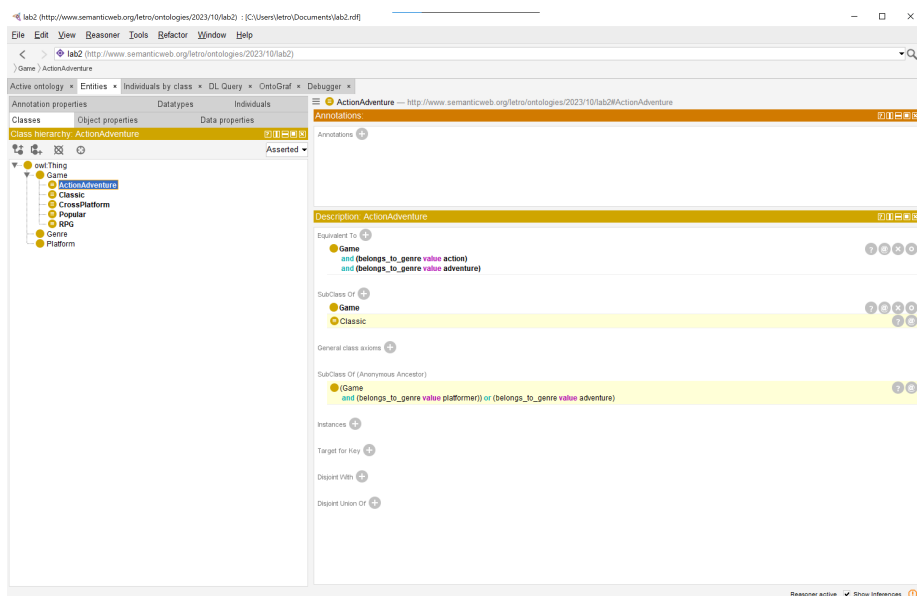 lab2 (http://www.semanticweb.org/letro/ontologies/2023/10/lab2) : [C:\Users\letro\Documents\lab2.rdf]
File Edit View Reasoner Tools Refactor Window Help
lab2 (http://www.semanticweb.org/letro/ontologies/2023/10/lab2)
Game ActionAdventure
Active ontology Entities Individuals by class DL Query OntoGraf Debugger
Annotation properties Datatypes Individuals
Classes Object properties Data properties
Class hierarchy: ActionAdventure
Asserted
owl:Thing
Game
ActionAdventure
Classic
CrossPlatform
Popular
RPG
Genre
Platform
ActionAdventure — http://www.semanticweb.org/letro/ontologies/2023/10/lab2#ActionAdventure
Annotations:
Annotations
Description: ActionAdventure
Equivalent To
Game
and (belongs_to_genre value action)
and (belongs_to_genre value adventure)
SubClass Of
Game
Classic
General class axioms
SubClass Of (Anonymous Ancestor)
(Game
and (belongs_to_genre value platformer)) or (belongs_to_genre value adventure)
Instances
Target for Key
Disjoint With
Disjoint Union Of
Reasoner active Show Inferences